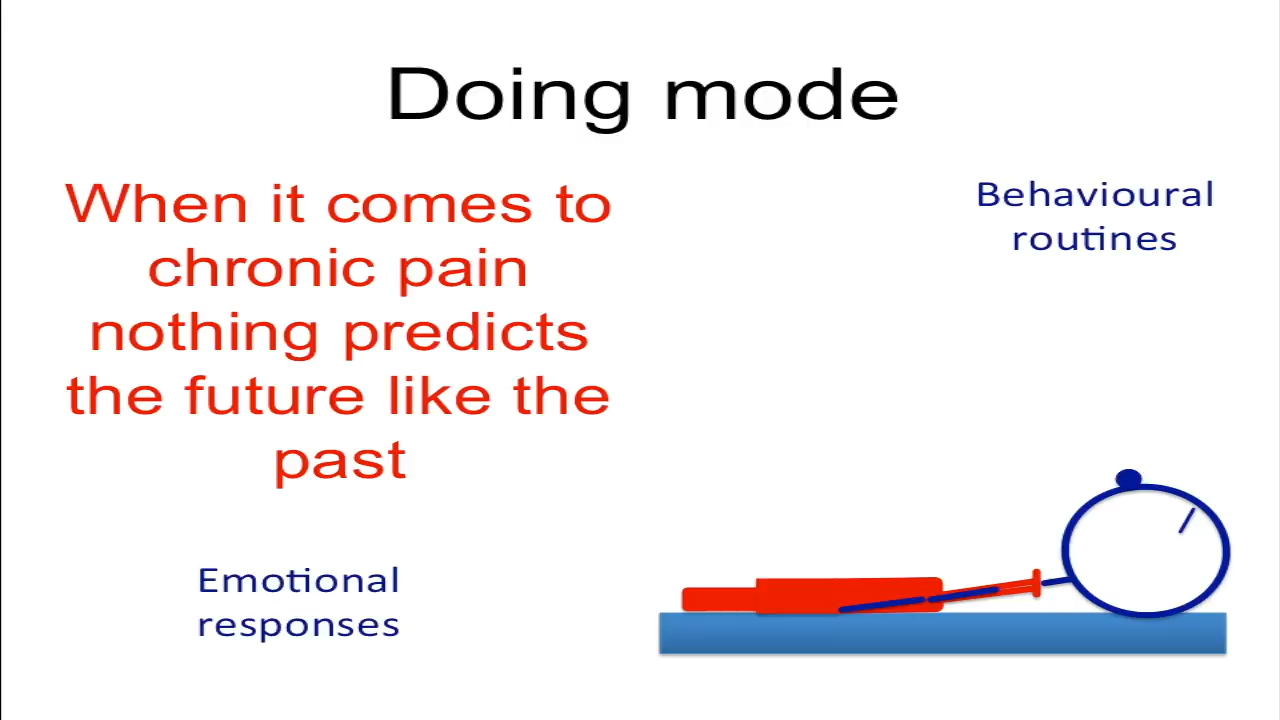 Doing mode
When it comes to
chronic pain
nothing predicts
the future like the
past
Behavioural
routines
Emotional
responses